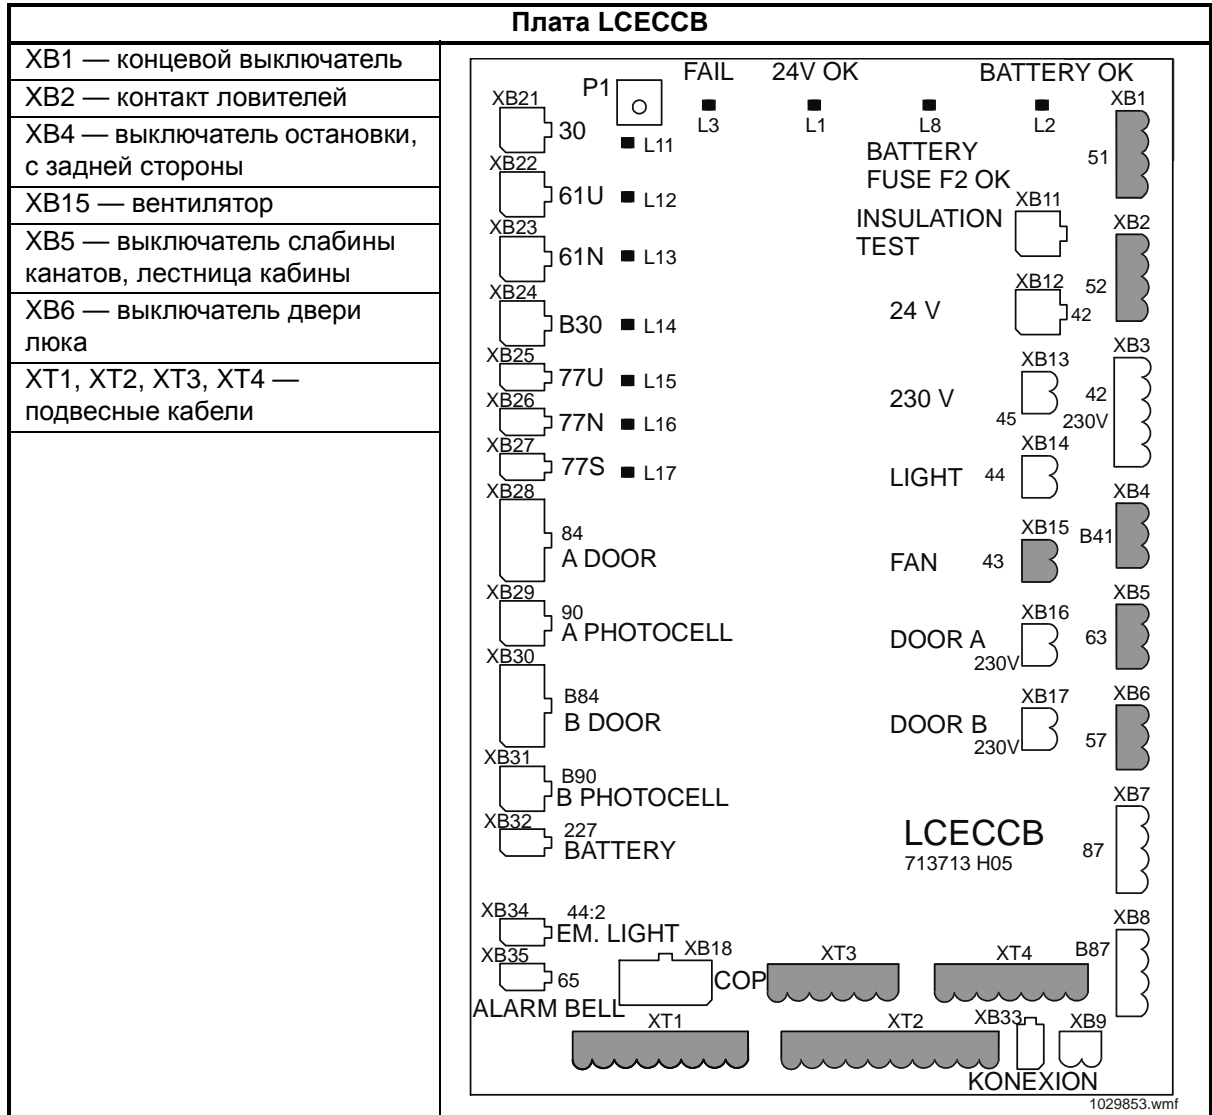 Плата LCECCB
XB1 — концевой выключатель
XB2 — контакт ловителей
XB4 — выключатель остановки,
с задней стороны
XB15 — вентилятор
XB5 — выключатель слабины
канатов, лестница кабины
XB6 — выключатель двери
люка
XT1, XT2, XT3, XT4 —
подвесные кабели
FAIL 24V OK BATTERY OK
P1
XB21 XB1
L3 L1 L8 L2
30
L11
BATTERY
FUSE F2 OK
51
XB22
61U L12
XB11
INSULATION
TEST
XB2
XB23
61N L13
XB12
52
XB24
B30 L14
24 V
42
XB25
XB13
XB3
77U L15
XB26
230 V
42
45
230V
77N L16
XB27
XB14
77S L17
LIGHT 44
XB28
XB4
84
A DOOR
XB15
B41
FAN 43
XB29
XB5
90
A PHOTOCELL
XB16
DOOR A
230V
63
XB30
B84
B DOOR
XB17
XB6
DOOR B
230V
57
XB31
B90
B PHOTOCELL
XB7
XB32
227
BATTERY
LCECCB
713713 H05
87
XB34
44:2
EM. LIGHT
XB8
XB35
65
XB18
COP
XT3
XT4
B87
ALARM BELL
XT1
XT2
XB33
XB9
KONEXION
1029853.wmf